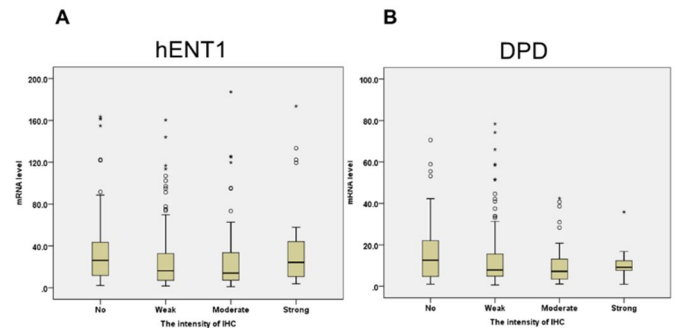 A
hENT1
200.0
160.0
120.0
80.0
40.0
.0
mRNA level
No Weak Moderate Strong
The intensity of IHC
B
DPD
100.0
80.0
60.0
40.0
20.0
.0
mRNA level
No Weak Moderate Strong
The intensity of IHC